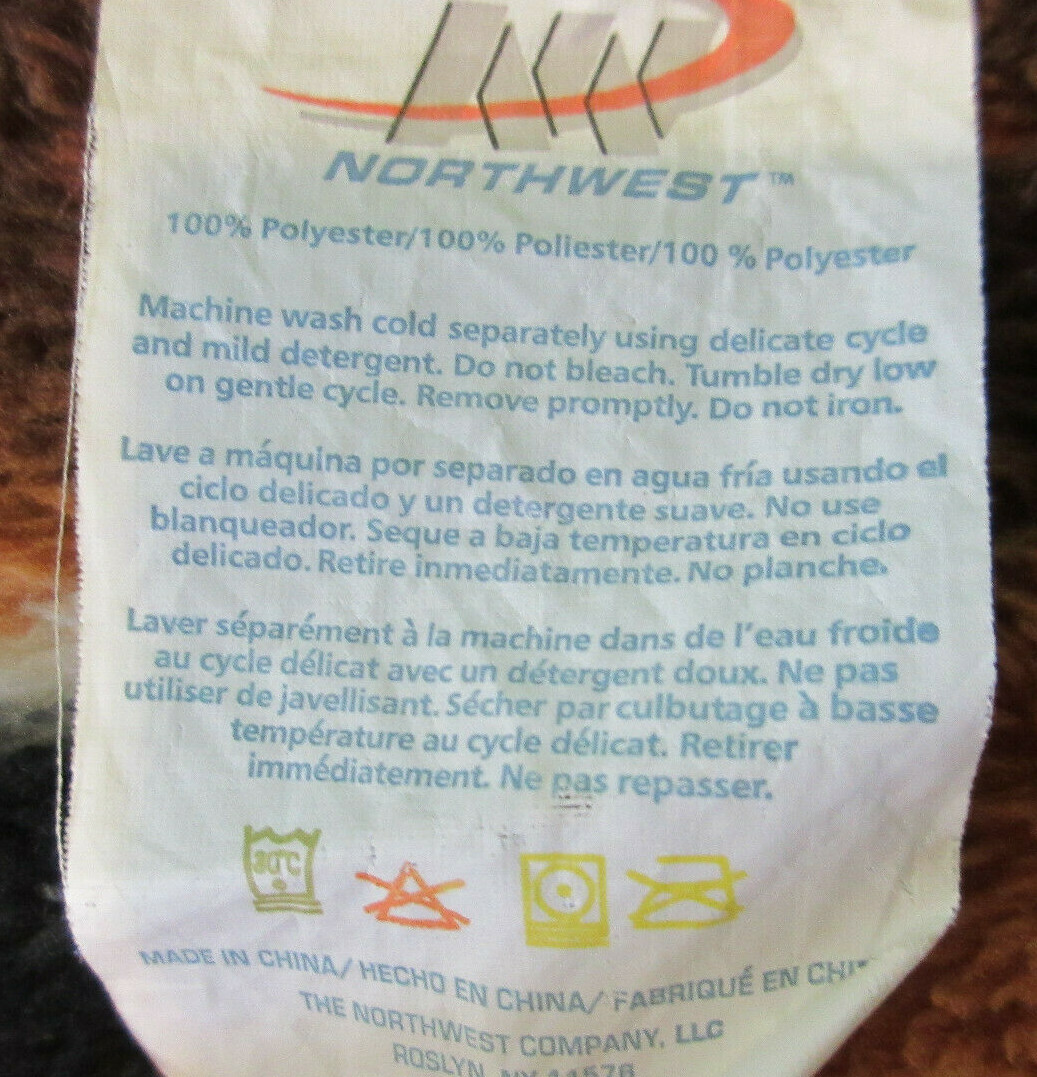 NORTHWEST™
100% Polyester/100% Poliester/100 % Polyester
Machine wash cold separately using delicate cycle
and mild detergent. Do not bleach. Tumble dry low
on gentle cycle. Remove promptly. Do not iron.
Lave a máquina por separado en agua fría usando el
ciclo delicado y un detergente suave. No use
blanqueador. Seque a baja temperatura en ciclo
delicado. Retire inmediatamente. No planche.
Laver séparément à la machine dans de l'eau froide
au cycle délicat avec un détergent doux. Ne pas
utiliser de javellisant. Sécher par culbutage à basse
température au cycle délicat. Retirer
immédiatement. Ne pas repasser.
30°C
MADE IN CHINA/ HECHO EN CHINA/ FABRIQUÉ EN
THE NORTHWEST COMPANY, LLC
ROSLYN, NY 11576